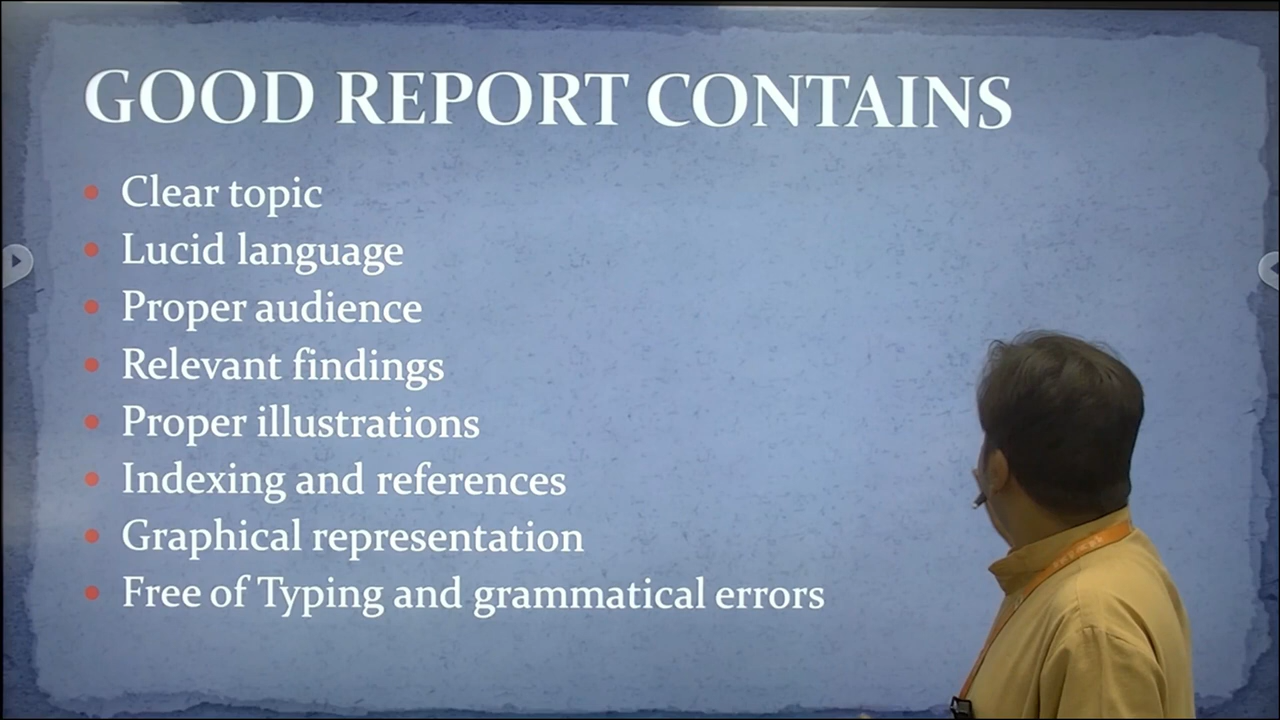 GOOD REPORT CONTAINS
• Clear topic
• Lucid language
• Proper audience
• Relevant findings
• Proper illustrations
• Indexing and references
• Graphical representation
• Free of Typing and grammatical errors